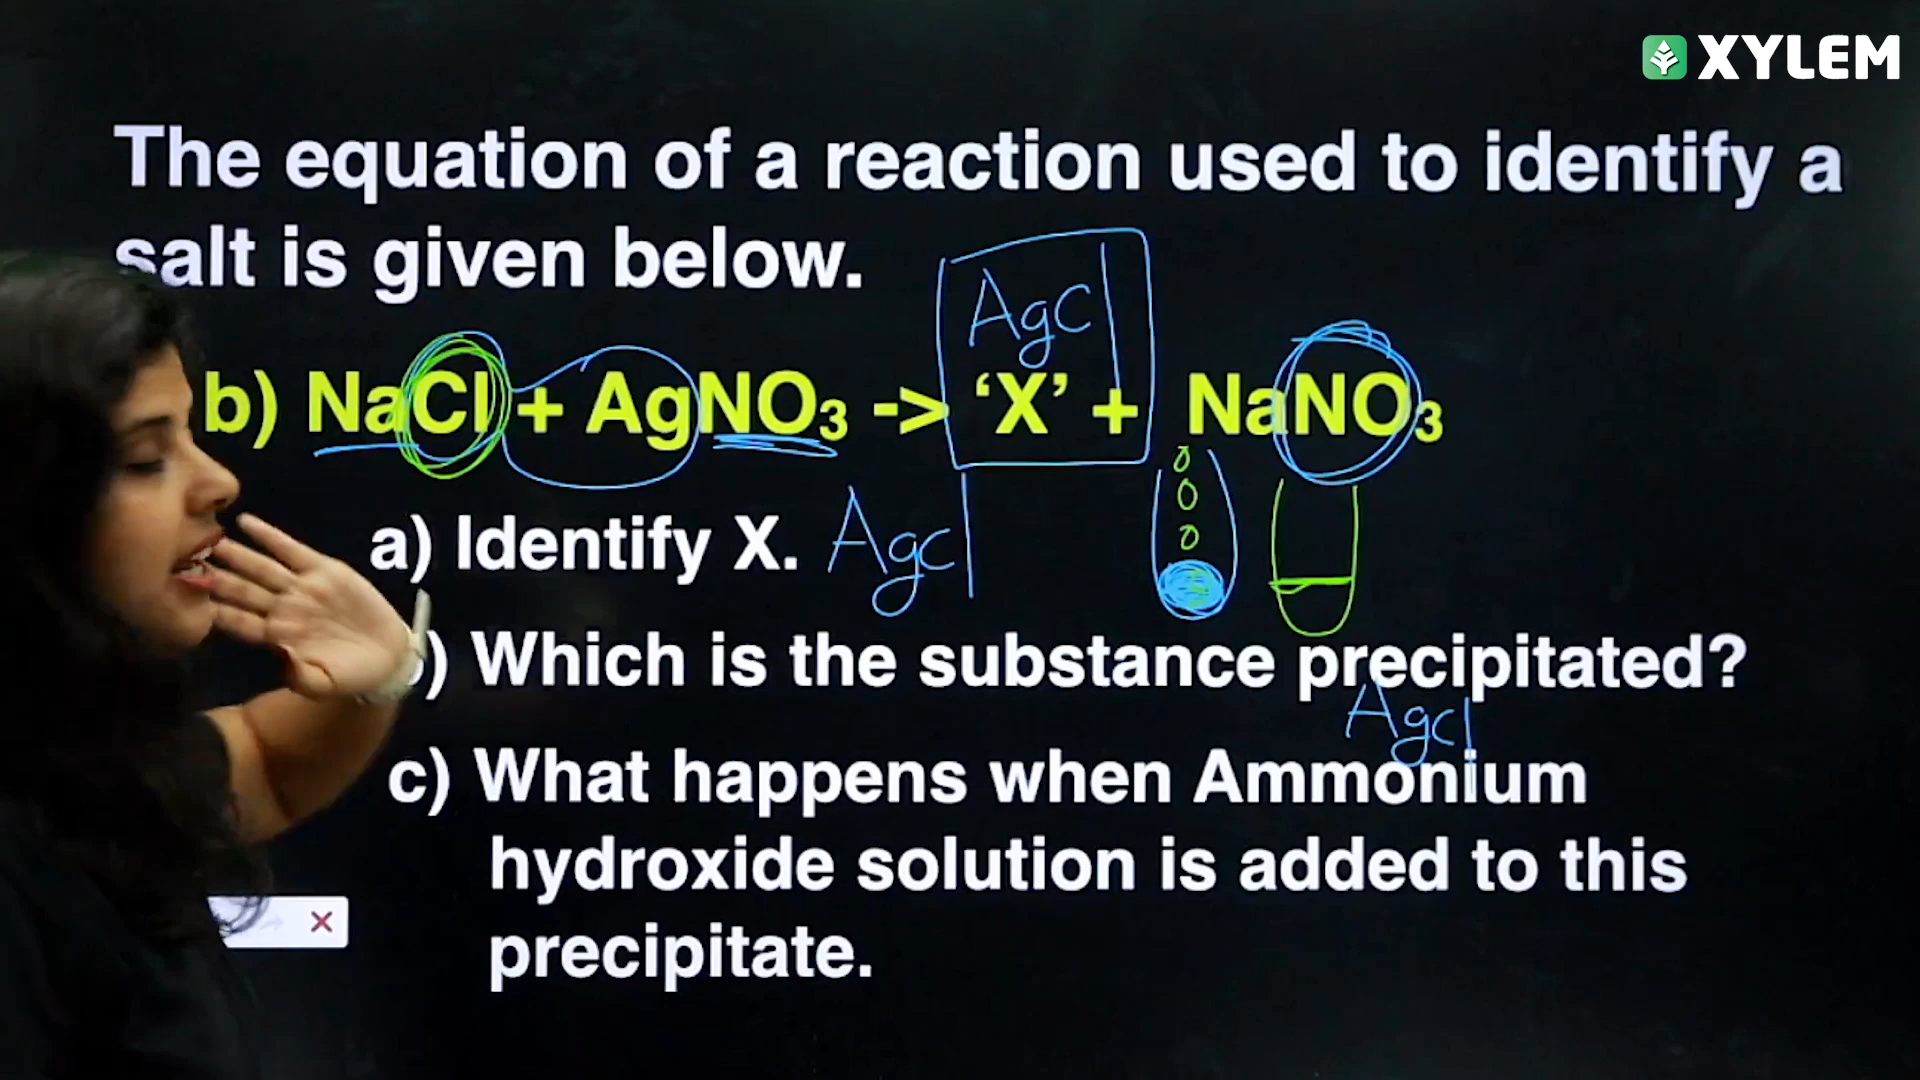 XYLEM
The equation of a reaction used to identify a
salt is given below.
AgCl
b) NaCl + AgNO₃ -> ‘X’ + NaNO₃
a) Identify X. AgCl
) Which is the substance precipitated?
AgCl
c) What happens when Ammonium
hydroxide solution is added to this
precipitate.